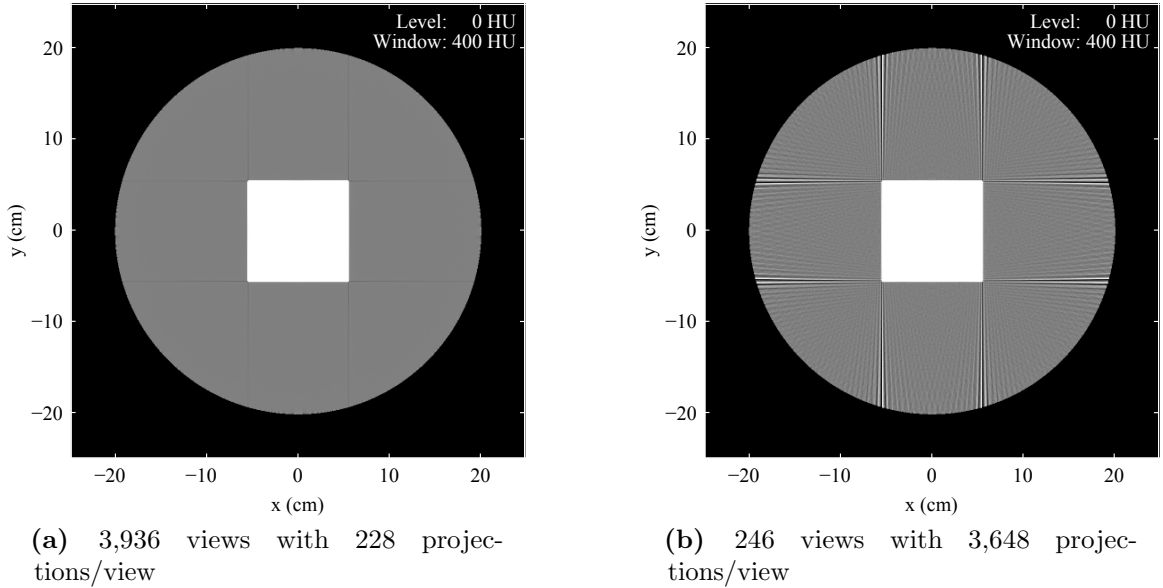 Level: 0 HU
Window: 400 HU
20
10
0
−10
−20
y (cm)
−20 −10 0 10 20
x (cm)
(a) 3,936 views with 228 projec-
tions/view
Level: 0 HU
Window: 400 HU
20
10
0
−10
−20
y (cm)
−20 −10 0 10 20
x (cm)
(b) 246 views with 3,648 projec-
tions/view